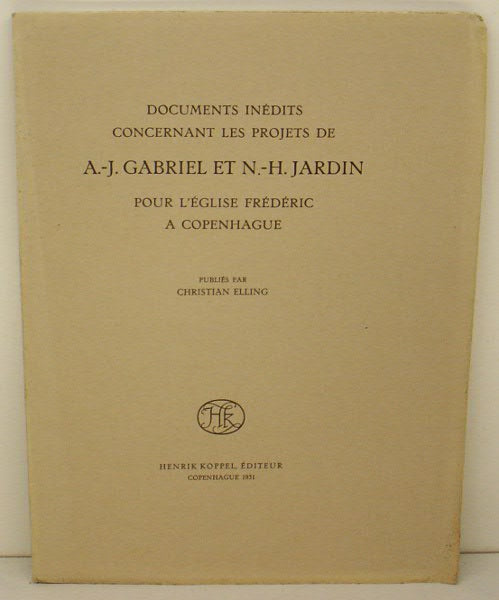 DOCUMENTS INÉDITS
CONCERNANT LES PROJETS DE
A.-J. GABRIEL ET N.-H. JARDIN
POUR L'ÉGLISE FRÉDÉRIC
A COPENHAGUE
PUBLIÉS PAR
CHRISTIAN ELLING
HK
HENRIK KOPPEL, ÉDITEUR
COPENHAGUE 1931